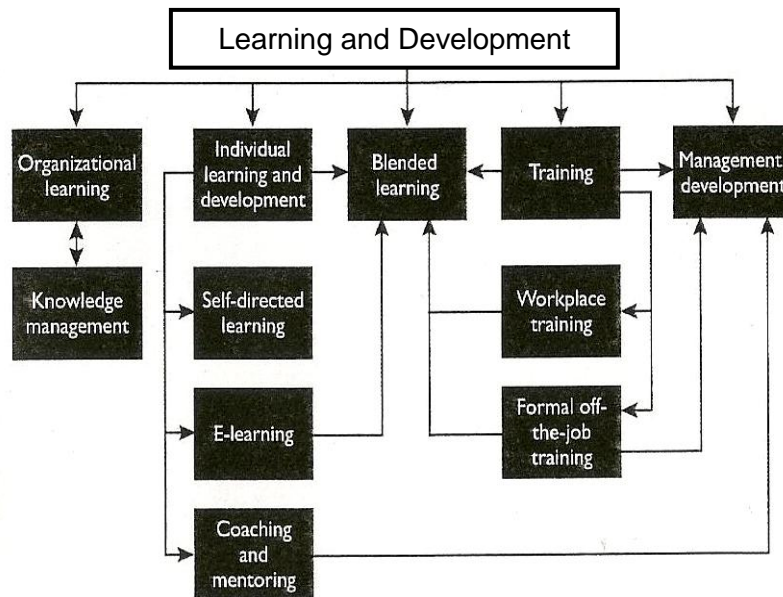 Learning and Development
Organizational
learning
Individual
learning and
development
Blended
learning
Training
Management
development
Knowledge
management
Self-directed
learning
Workplace
training
E-learning
Formal off-
the-job
training
Coaching
and
mentoring